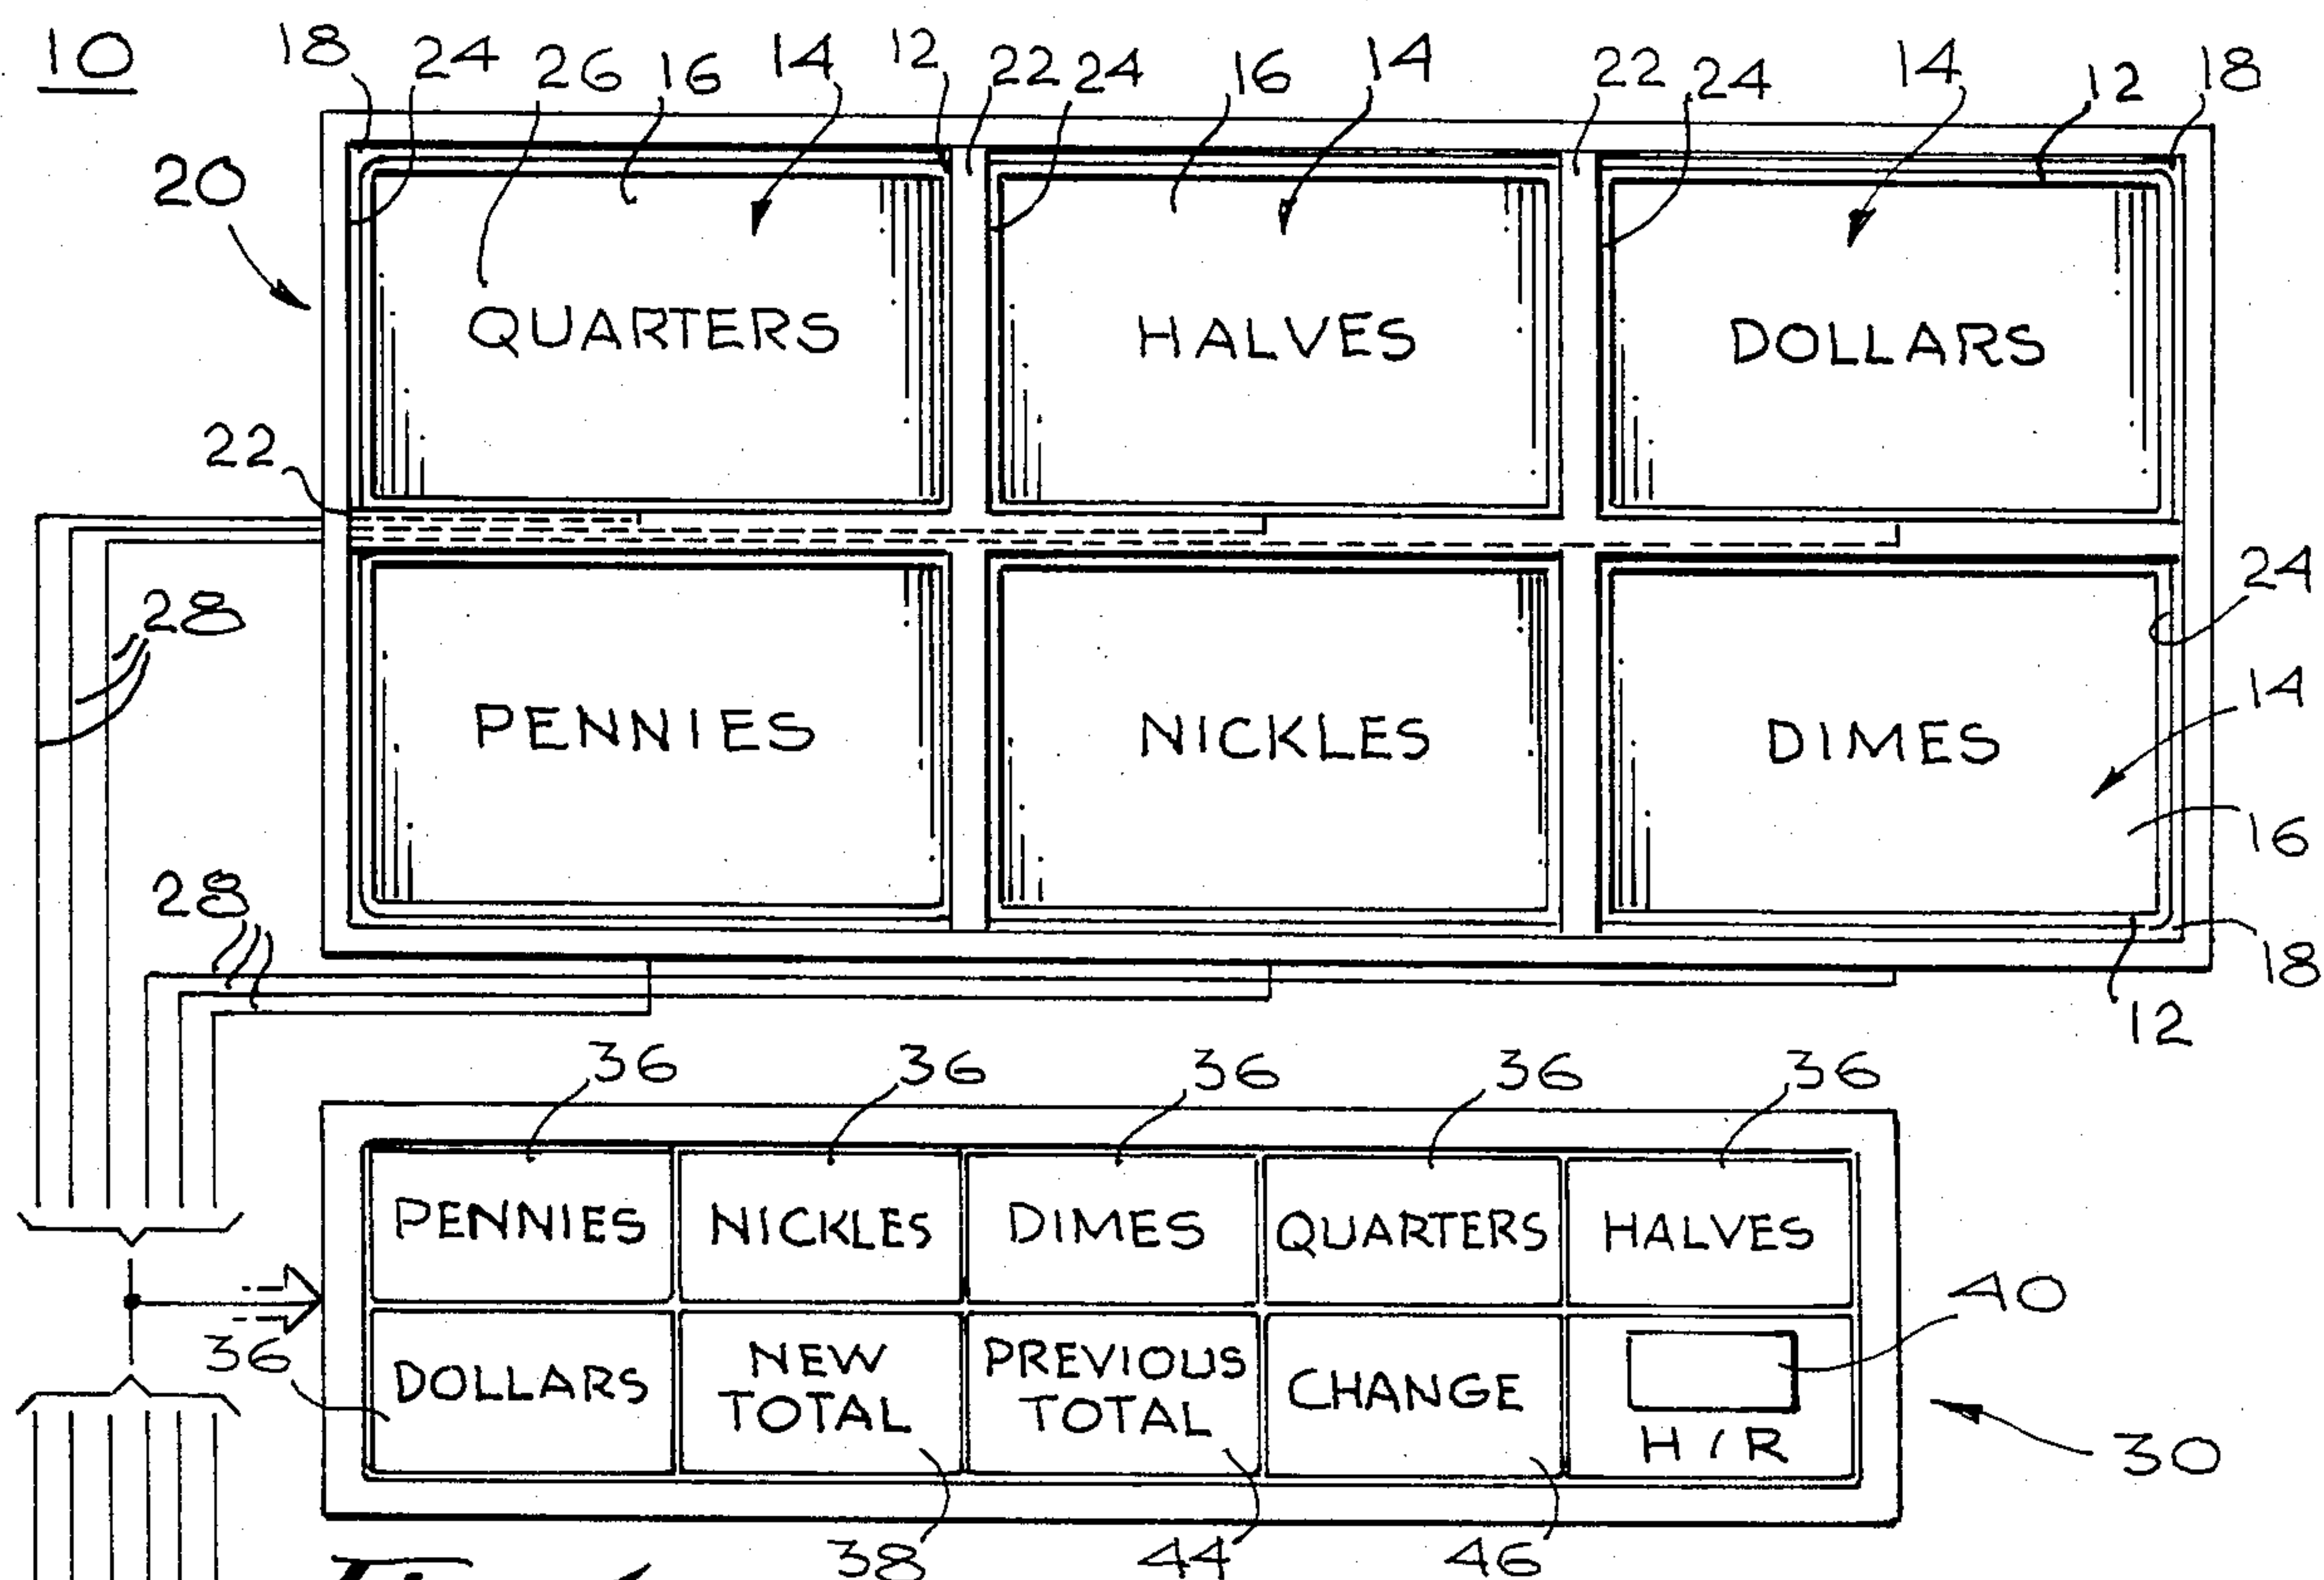 10
18 24 26 16 14 12 22 24 16 14 22 24 14 12 18
20
QUARTERS HALVES DOLLARS
22
24
28
14
PENNIES NICKLES DIMES
16
28
18
12
36 36 36 36 36
PENNIES NICKLES DIMES QUARTERS HALVES
40
36
DOLLARS NEW TOTAL PREVIOUS TOTAL CHANGE
H/R
30
38 44 46